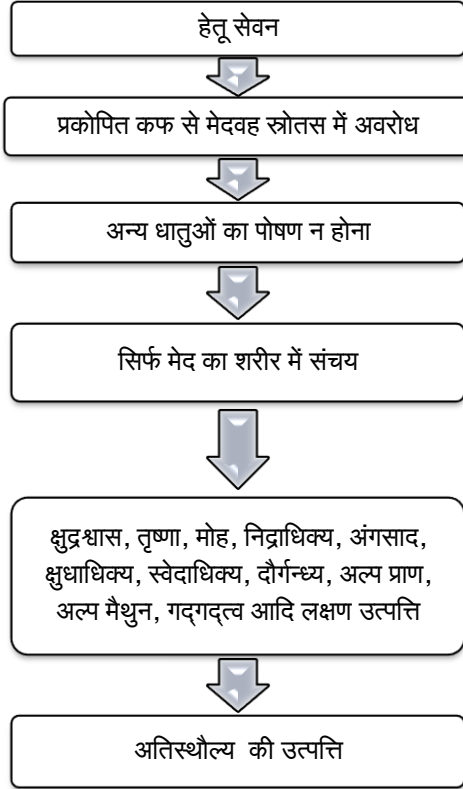 हेतू सेवन
प्रकोपित कफ से मेदवह स्त्रोतस में अवरोध
अन्य धातुओं का पोषण न होना
सिर्फ मेद का शरीर में संचय
क्षुद्रश्वास, तृष्णा, मोह, निद्राधिक्य, अंगसाद,
क्षुधाधिक्य, स्वेदाधिक्य, दौर्गन्ध्य, अल्प प्राण,
अल्प मैथुन, गद्‌गद्‌त्व आदि लक्षण उत्पत्ति
अतिस्थौल्य की उत्पत्ति